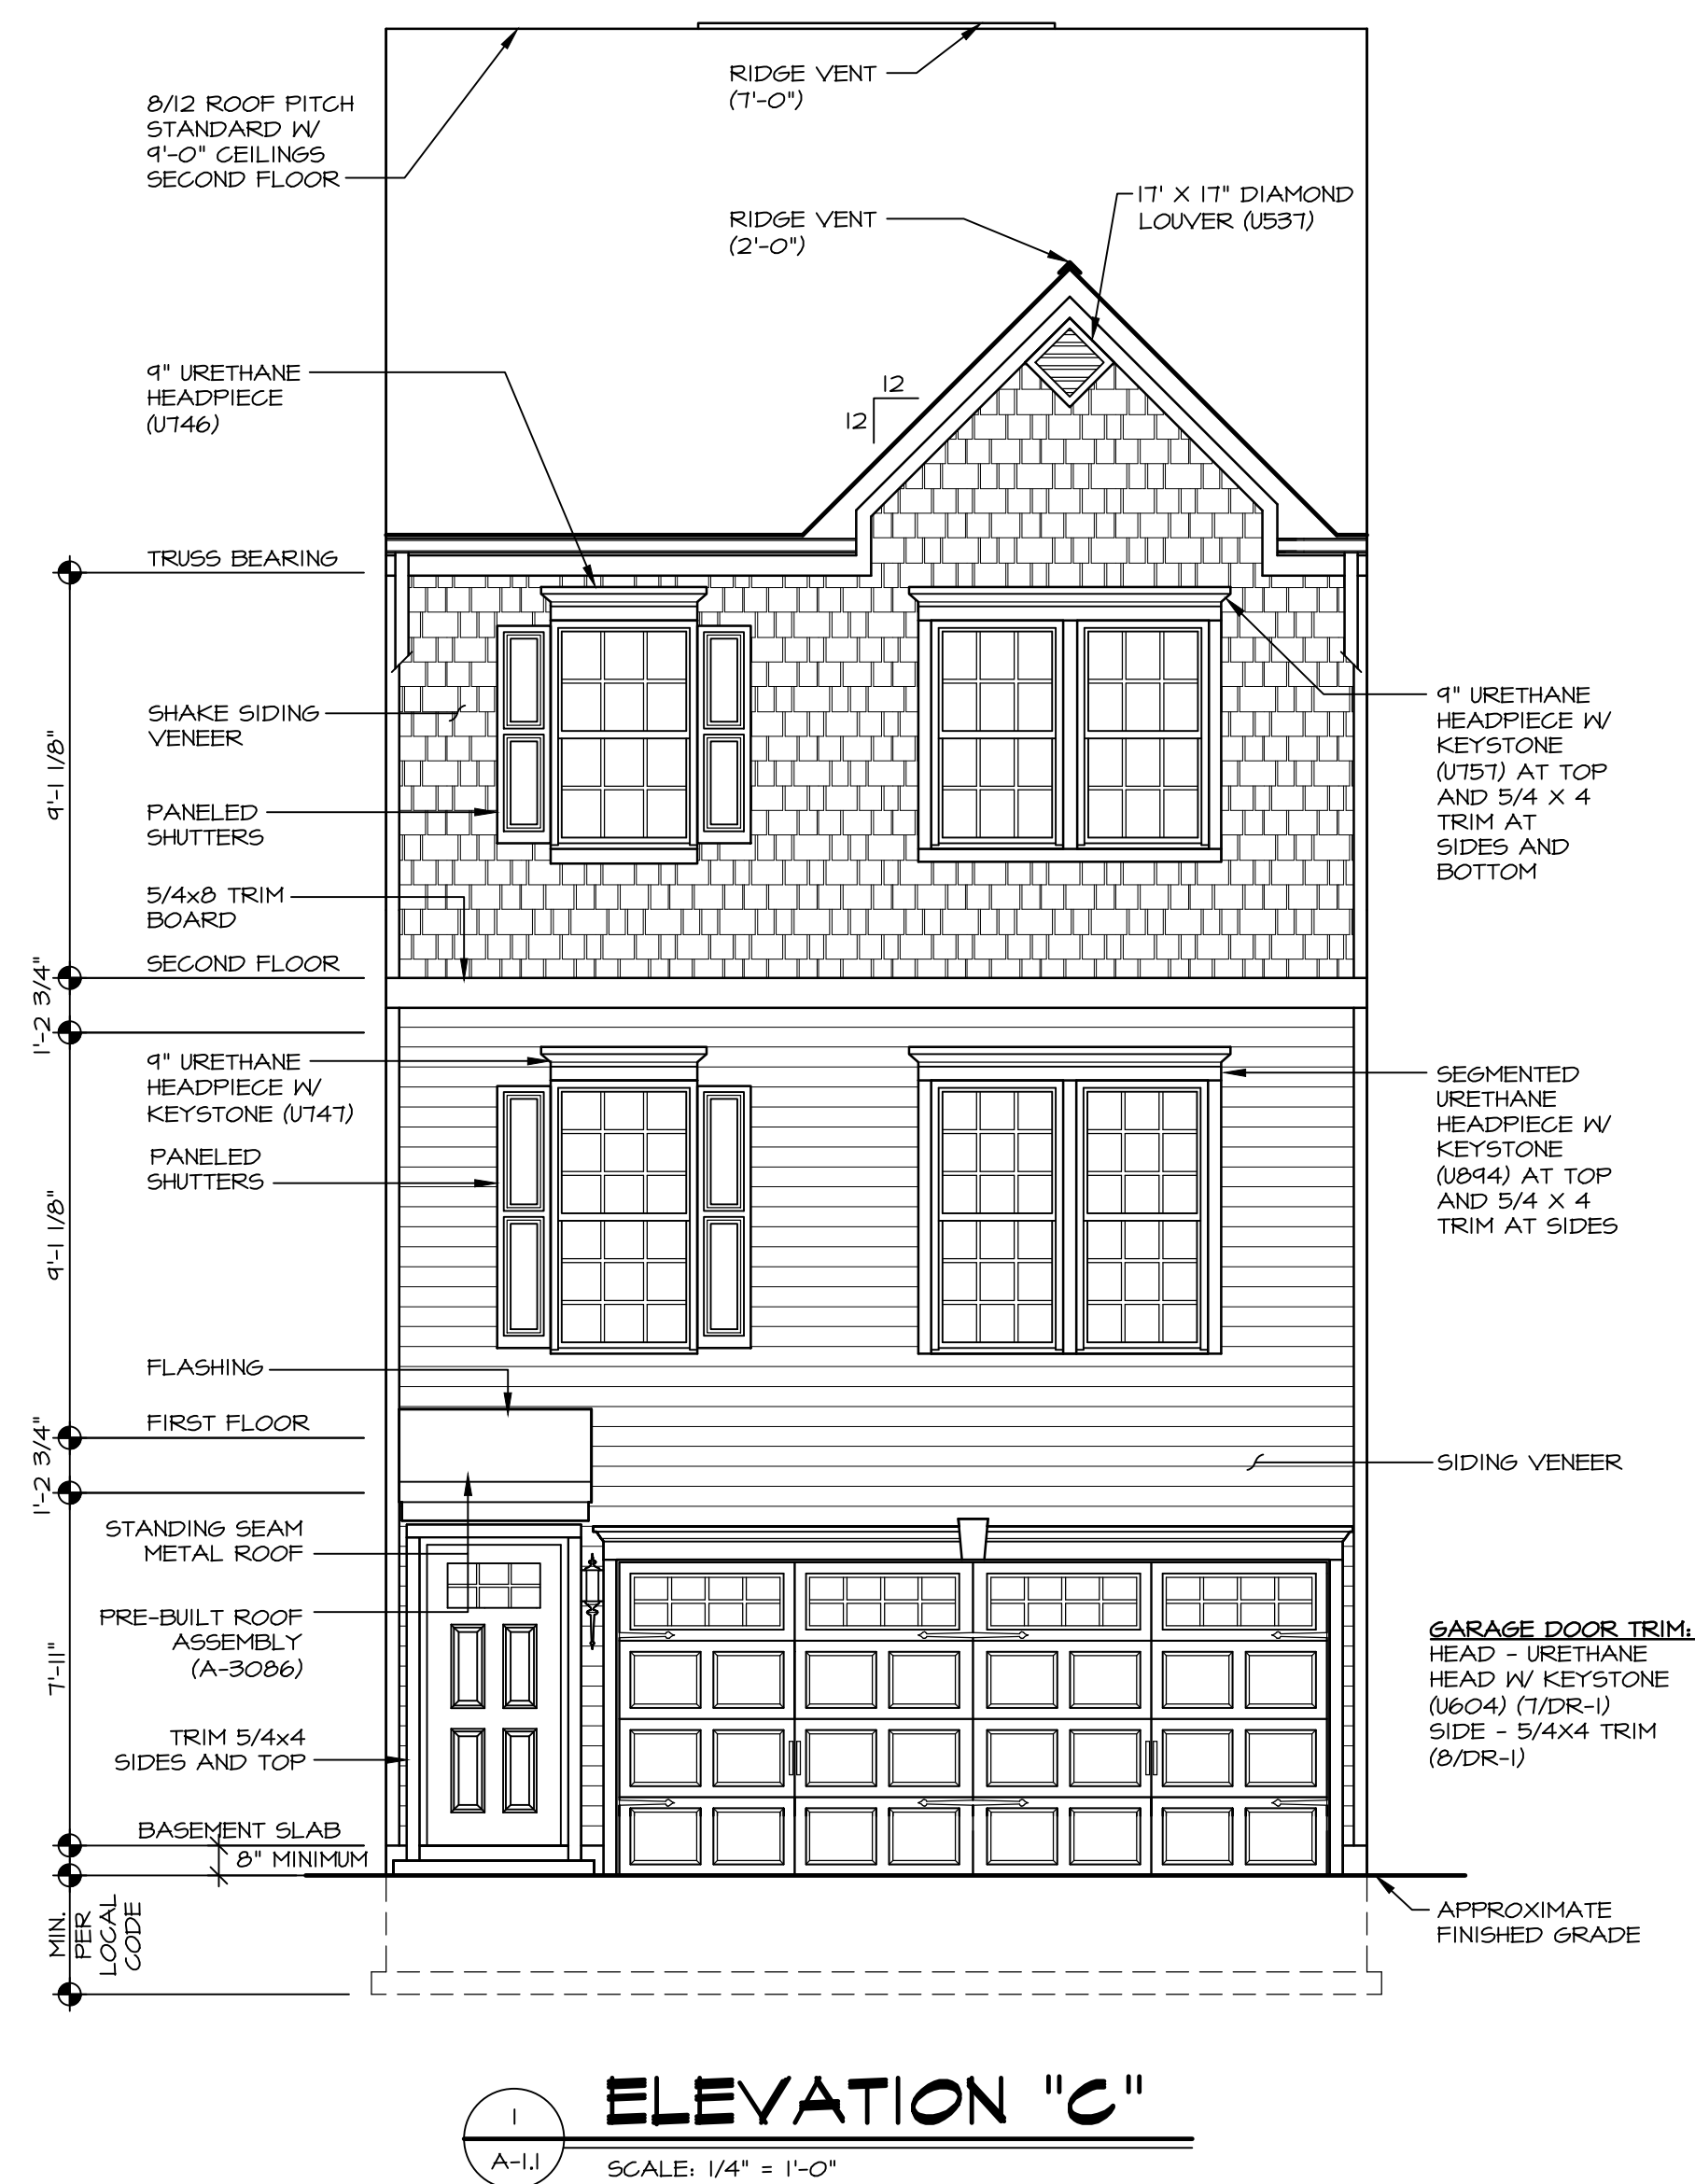 RIDGE VENT
(7'-0")
8/12 ROOF PITCH
STANDARD W/
9'-0" CEILINGS
SECOND FLOOR
17' X 17" DIAMOND
LOUVER (U537)
RIDGE VENT
(2'-0")
9" URETHANE
HEADPIECE
(U746)
12
12
TRUSS BEARING
9'-1 1/8"
SHAKE SIDING
VENEER
PANELED
SHUTTERS
9" URETHANE
HEADPIECE W/
KEYSTONE
(U757) AT TOP
AND 5/4 X 4
TRIM AT
SIDES AND
BOTTOM
5/4x8 TRIM
BOARD
SECOND FLOOR
1'-2 3/4"
9" URETHANE
HEADPIECE W/
KEYSTONE (U747)
PANELED
SHUTTERS
SEGMENTED
URETHANE
HEADPIECE W/
KEYSTONE
(U894) AT TOP
AND 5/4 X 4
TRIM AT SIDES
9'-1 1/8"
FLASHING
FIRST FLOOR
1'-2 3/4"
SIDING VENEER
STANDING SEAM
METAL ROOF
PRE-BUILT ROOF
ASSEMBLY
(A-3086)
7'-11"
TRIM 5/4x4
SIDES AND TOP
GARAGE DOOR TRIM:
HEAD - URETHANE
HEAD W/ KEYSTONE
(U604) (7/DR-1)
SIDE - 5/4X4 TRIM
(8/DR-1)
BASEMENT SLAB
8" MINIMUM
MIN.
PER
LOCAL
CODE
APPROXIMATE
FINISHED GRADE
1
A-1.1
ELEVATION "C"
SCALE: 1/4" = 1'-0"